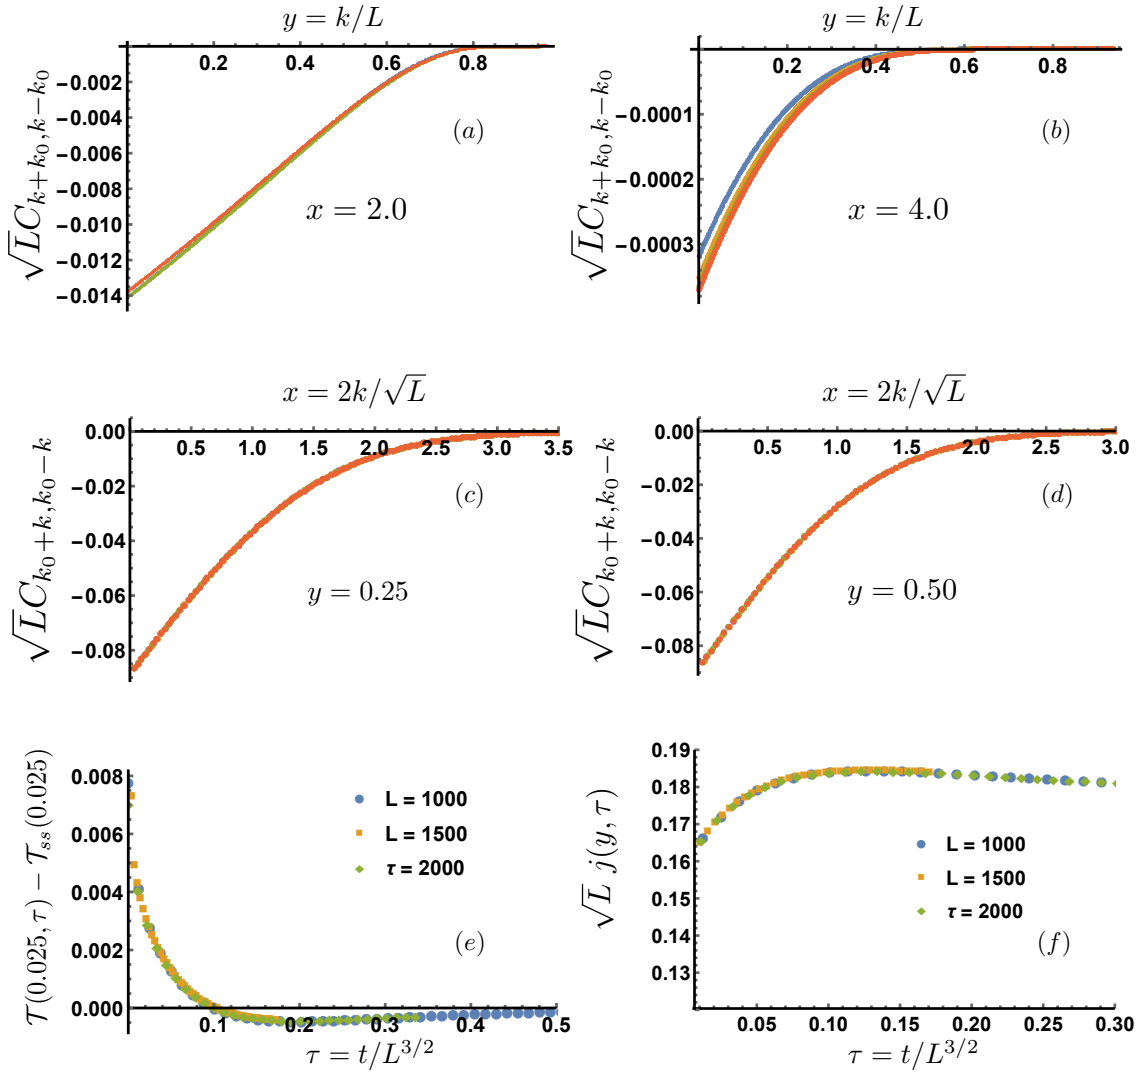 y = k/L
0.2 0.4 0.6 0.8
−0.002
−0.004
−0.006
−0.008
−0.010
−0.012
−0.014
√L C_{k+k_0,k−k_0}
(a)
x = 2.0
y = k/L
0.2 0.4 0.6 0.8
−0.0001
−0.0002
−0.0003
√L C_{k+k_0,k−k_0}
(b)
x = 4.0
x = 2k/√L
0.5 1.0 1.5 2.0 2.5 3.0 3.5
0.00
−0.02
−0.04
−0.06
−0.08
√L C_{k_0+k,k_0−k}
(c)
y = 0.25
x = 2k/√L
0.5 1.0 1.5 2.0 2.5 3.0
0.00
−0.02
−0.04
−0.06
−0.08
√L C_{k_0+k,k_0−k}
(d)
y = 0.50
𝒯(0.025, τ) − 𝒯_{ss}(0.025)
0.008
0.006
0.004
0.002
0.000
L = 1000
L = 1500
τ = 2000
(e)
0.1 0.2 0.3 0.4 0.5
τ = t/L^{3/2}
√L j(y, τ)
0.19
0.18
0.17
0.16
0.15
0.14
0.13
L = 1000
L = 1500
τ = 2000
(f)
0.05 0.10 0.15 0.20 0.25 0.30
τ = t/L^{3/2}